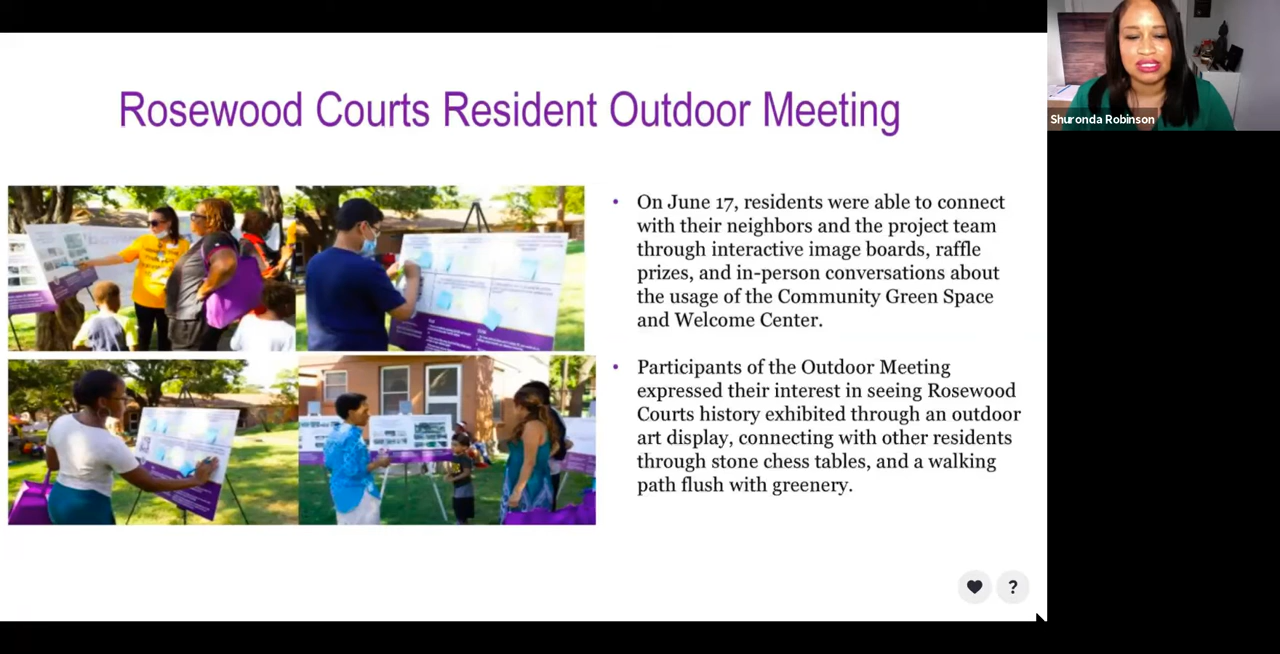 Rosewood Courts Resident Outdoor Meeting
Shuronda Robinson
• On June 17, residents were able to connect
with their neighbors and the project team
through interactive image boards, raffle
prizes, and in-person conversations about
the usage of the Community Green Space
and Welcome Center.
• Participants of the Outdoor Meeting
expressed their interest in seeing Rosewood
Courts history exhibited through an outdoor
art display, connecting with other residents
through stone chess tables, and a walking
path flush with greenery.
?